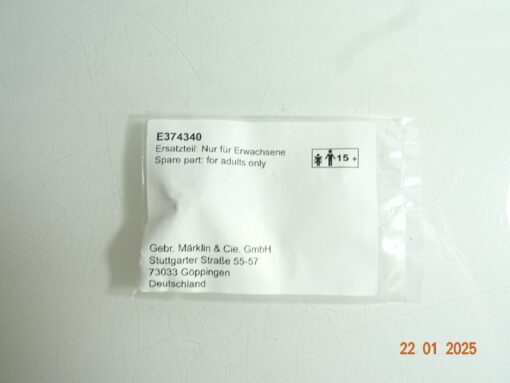 E374340
Ersatzteil: Nur für Erwachsene
Spare part: for adults only
15 +
Gebr. Märklin & Cie. GmbH
Stuttgarter Straße 55-57
73033 Göppingen
Deutschland
22 01 2025